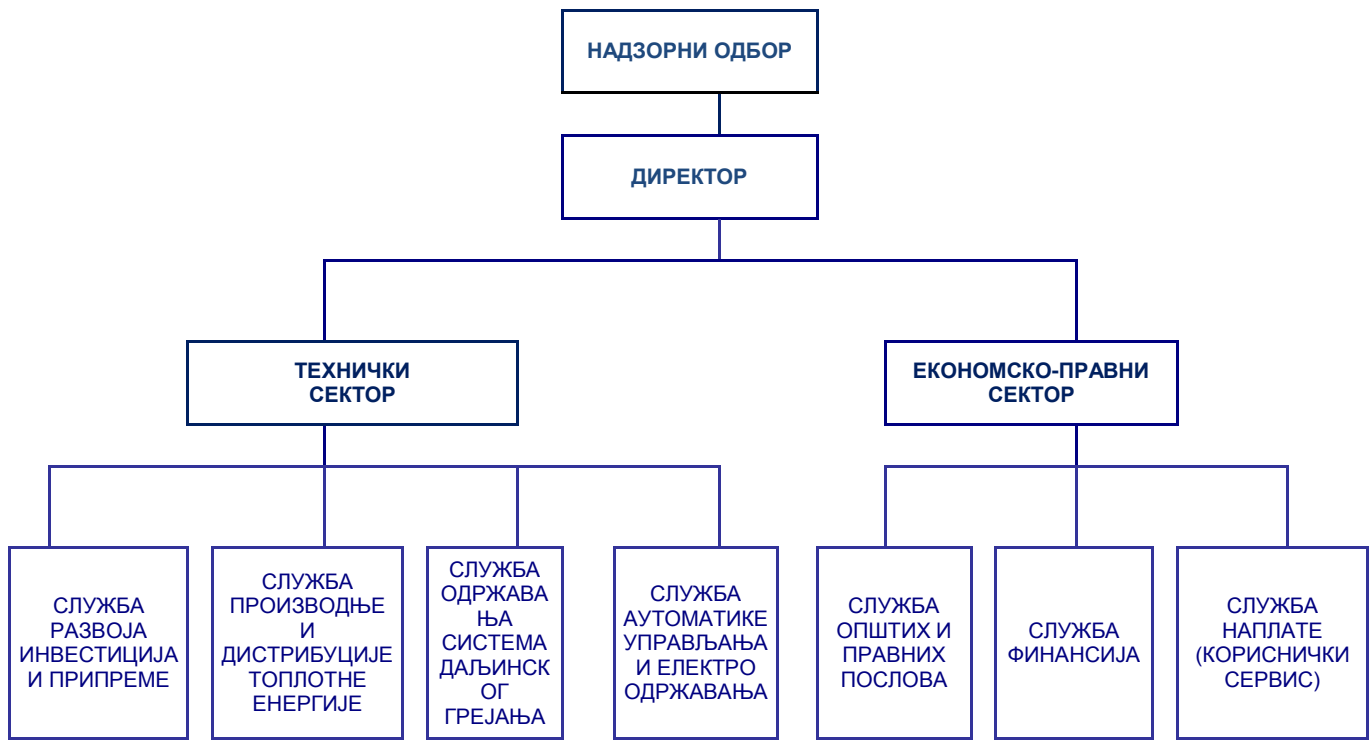 НАДЗОРНИ ОДБОР
ДИРЕКТОР
ТЕХНИЧКИ
СЕКТОР
ЕКОНОМСКО-ПРАВНИ
СЕКТОР
СЛУЖБА
РАЗВОЈА
ИНВЕСТИЦИЈА
И ПРИПРЕМЕ
СЛУЖБА
ПРОИЗВОДЊЕ
И
ДИСТРИБУЦИЈЕ
ТОПЛОТНЕ
ЕНЕРГИЈЕ
СЛУЖБА
ОДРЖАВА
ЊА
СИСТЕМА
ДАЉИНСК
ОГ
ГРЕЈАЊА
СЛУЖБА
АУТОМАТИКЕ
УПРАВЉАЊА
И ЕЛЕКТРО
ОДРЖАВАЊА
СЛУЖБА
ОПШТИХ И
ПРАВНИХ
ПОСЛОВА
СЛУЖБА
ФИНАНСИЈА
СЛУЖБА
НАПЛАТЕ
(КОРИСНИЧКИ
СЕРВИС)